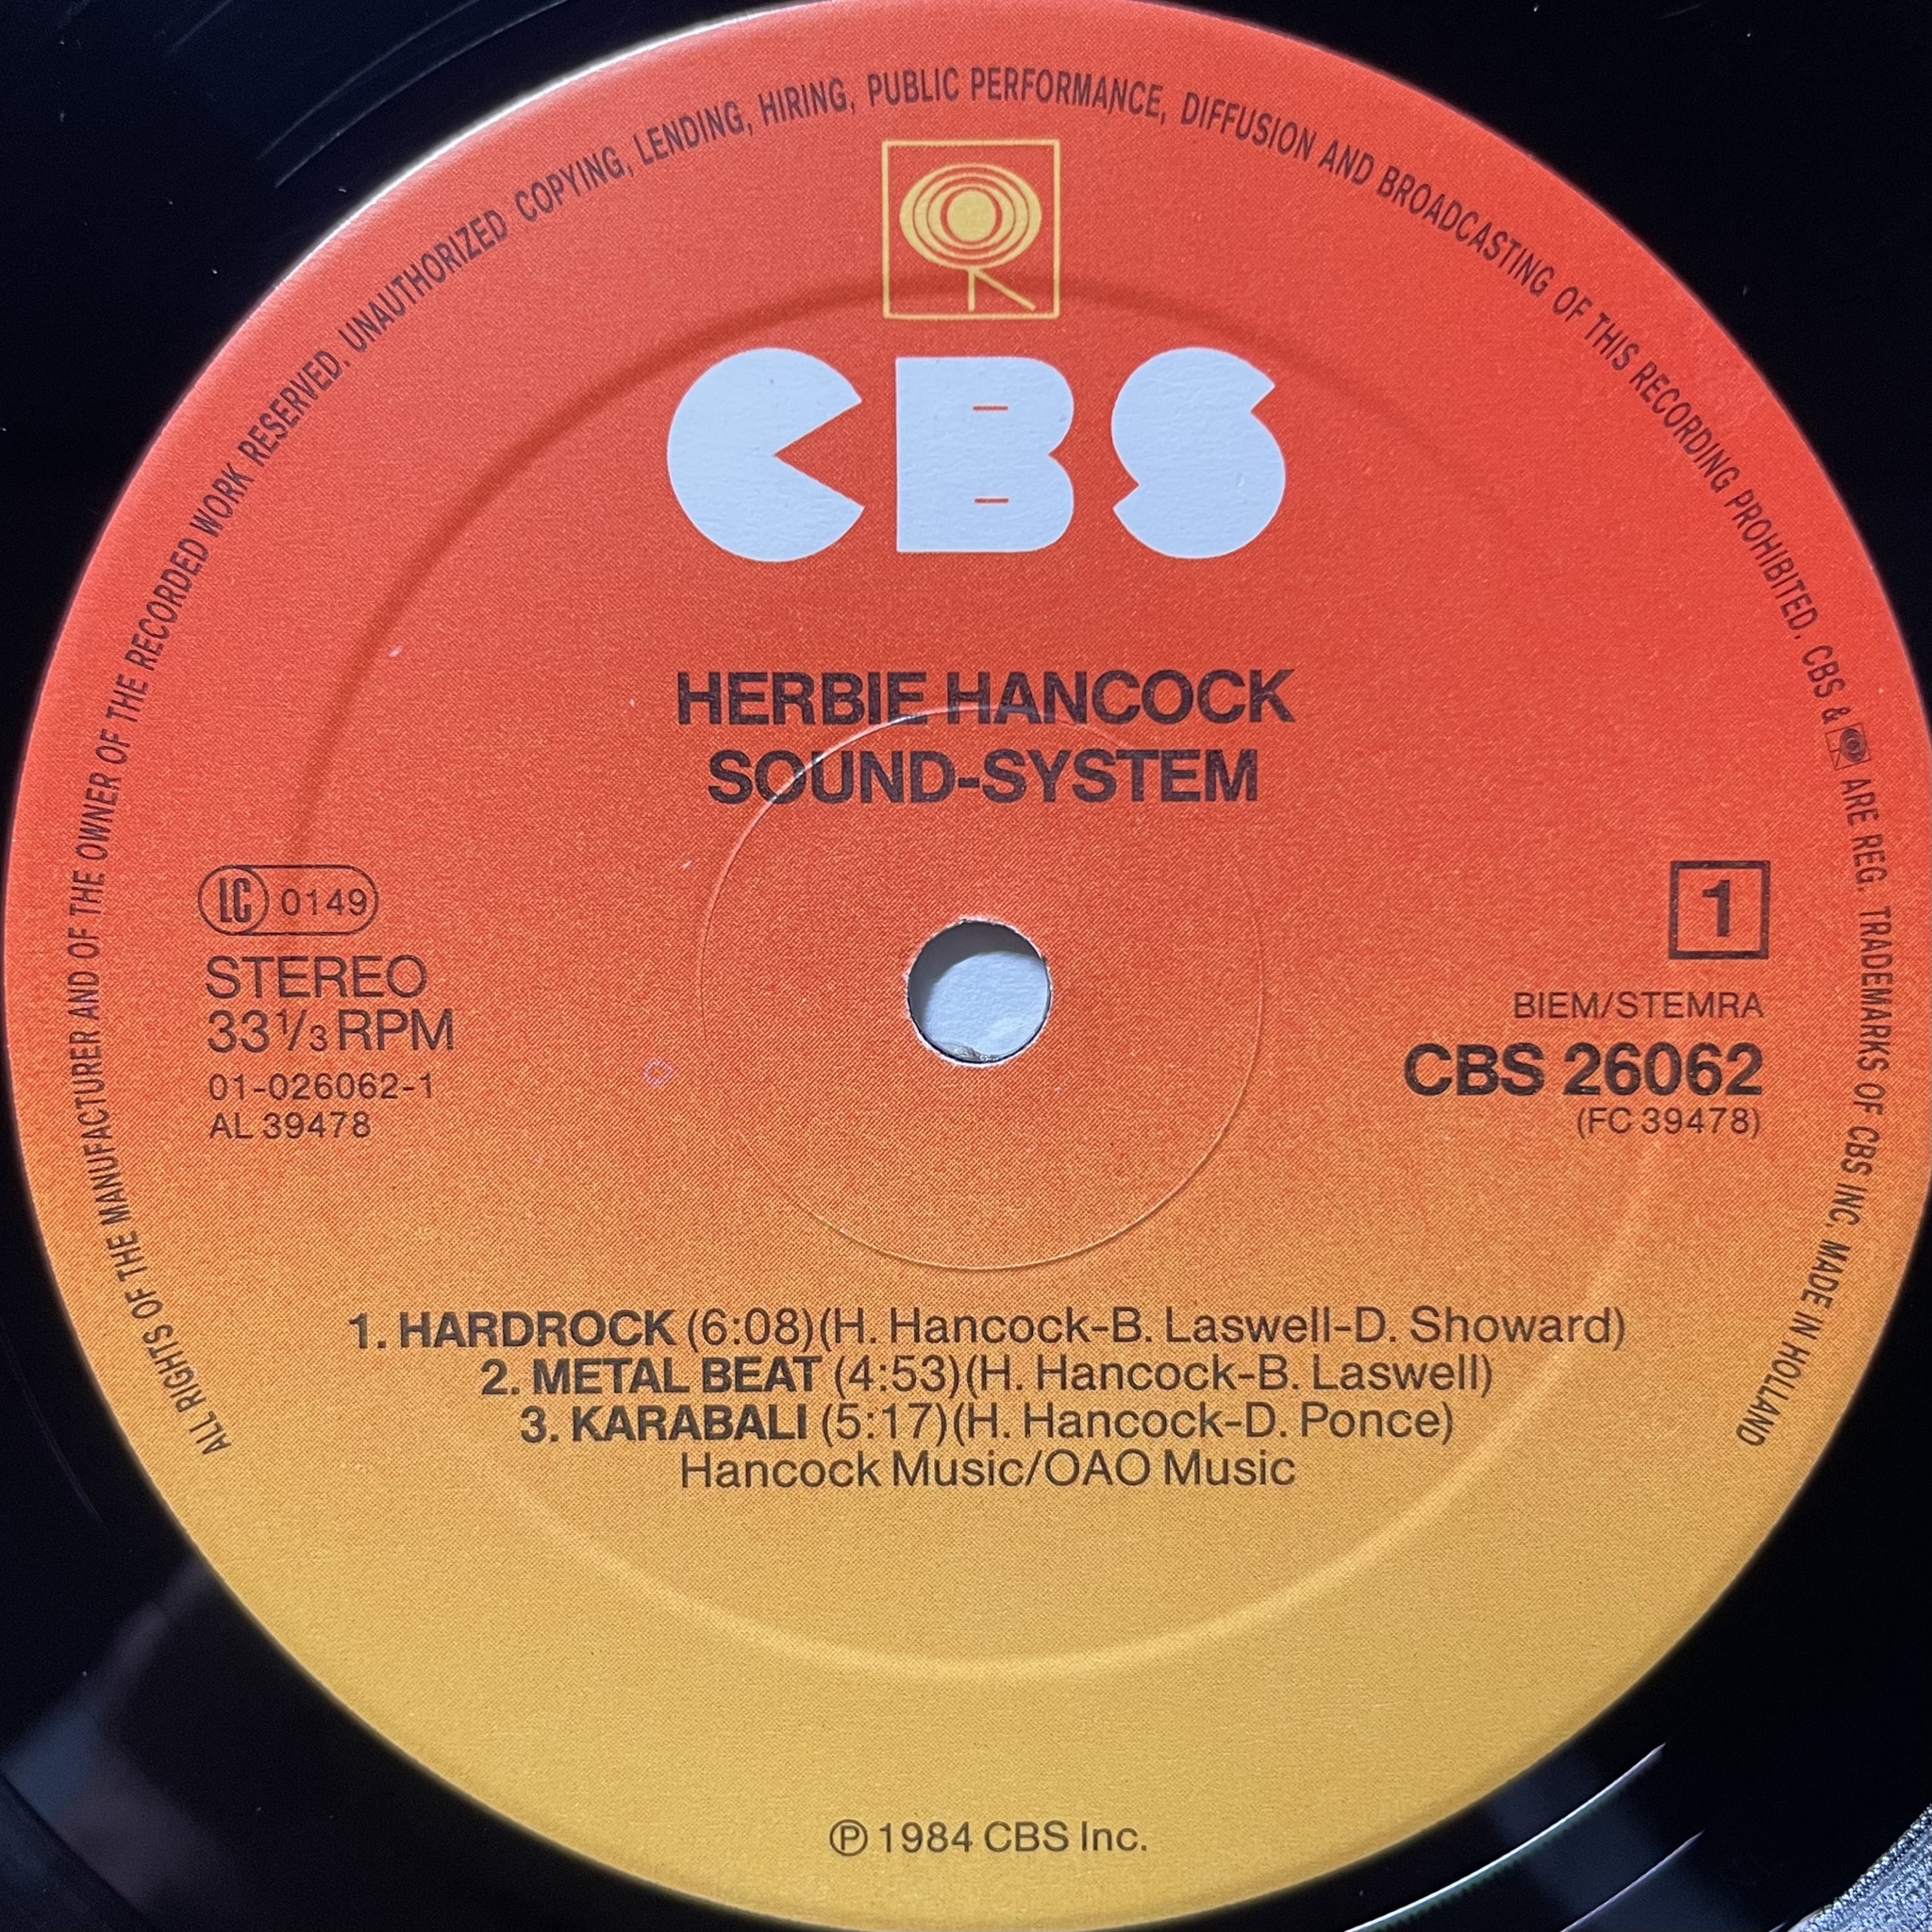 ALL RIGHTS OF THE MANUFACTURER AND OF THE OWNER OF THE RECORDED WORK RESERVED. UNAUTHORIZED COPYING, LENDING, HIRING, PUBLIC PERFORMANCE, DIFFUSION AND BROADCASTING OF THIS RECORDING PROHIBITED. CBS & ARE REG. TRADEMARKS OF CBS INC. MADE IN HOLLAND
CBS
HERBIE HANCOCK
SOUND-SYSTEM
LC 0149
STEREO
33 1/3 RPM
01-026062-1
AL 39478
1
BIEM/STEMRA
CBS 26062
(FC 39478)
1. HARDROCK (6:08)(H. Hancock-B. Laswell-D. Showard)
2. METAL BEAT (4:53)(H. Hancock-B. Laswell)
3. KARABALI (5:17)(H. Hancock-D. Ponce)
Hancock Music/OAO Music
Ⓟ 1984 CBS Inc.